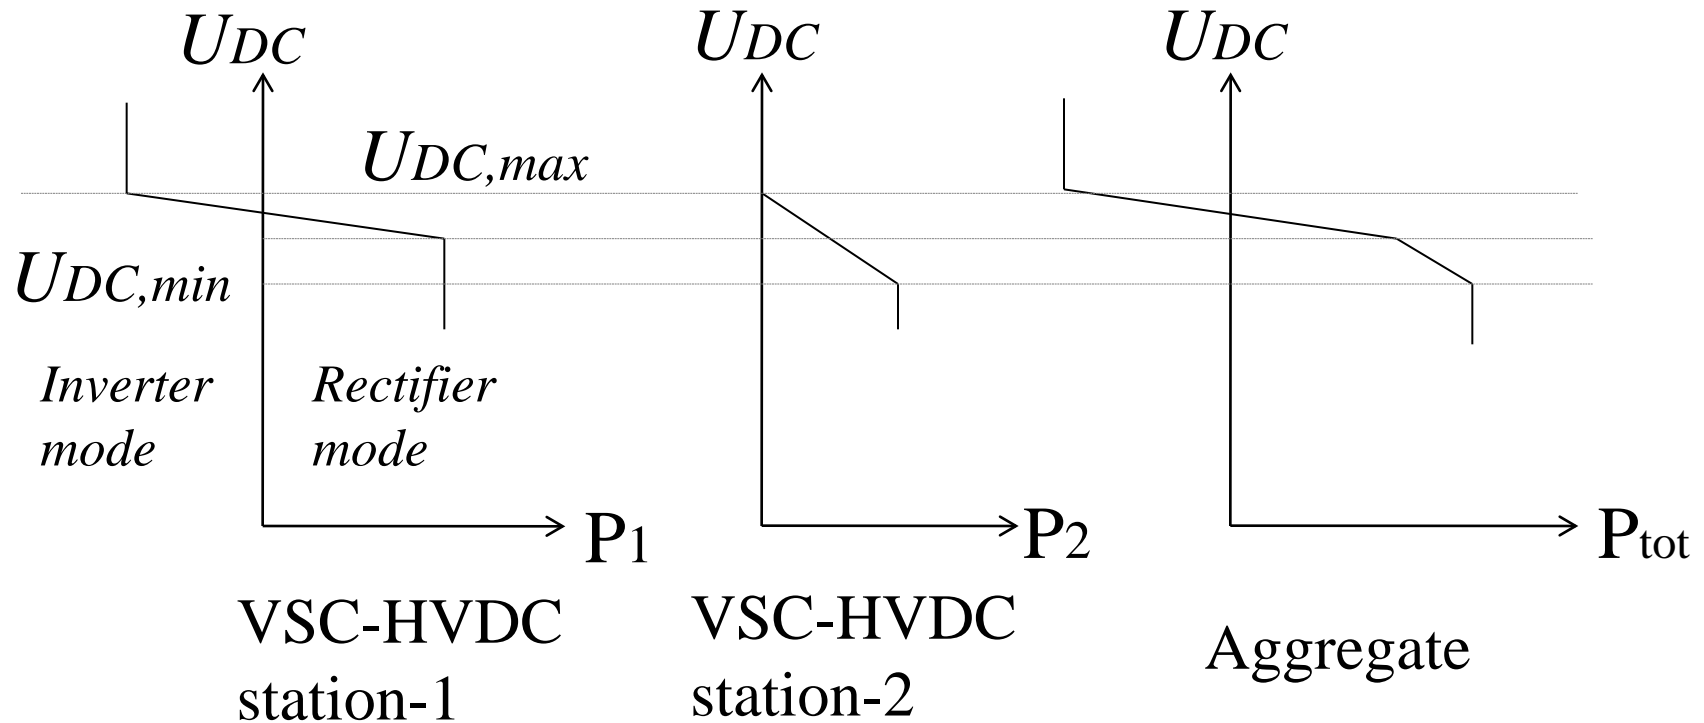 UDC
UDC
UDC
UDC,max
UDC,min
Inverter
mode
Rectifier
mode
P1
P2
Ptot
VSC-HVDC
station-1
VSC-HVDC
station-2
Aggregate